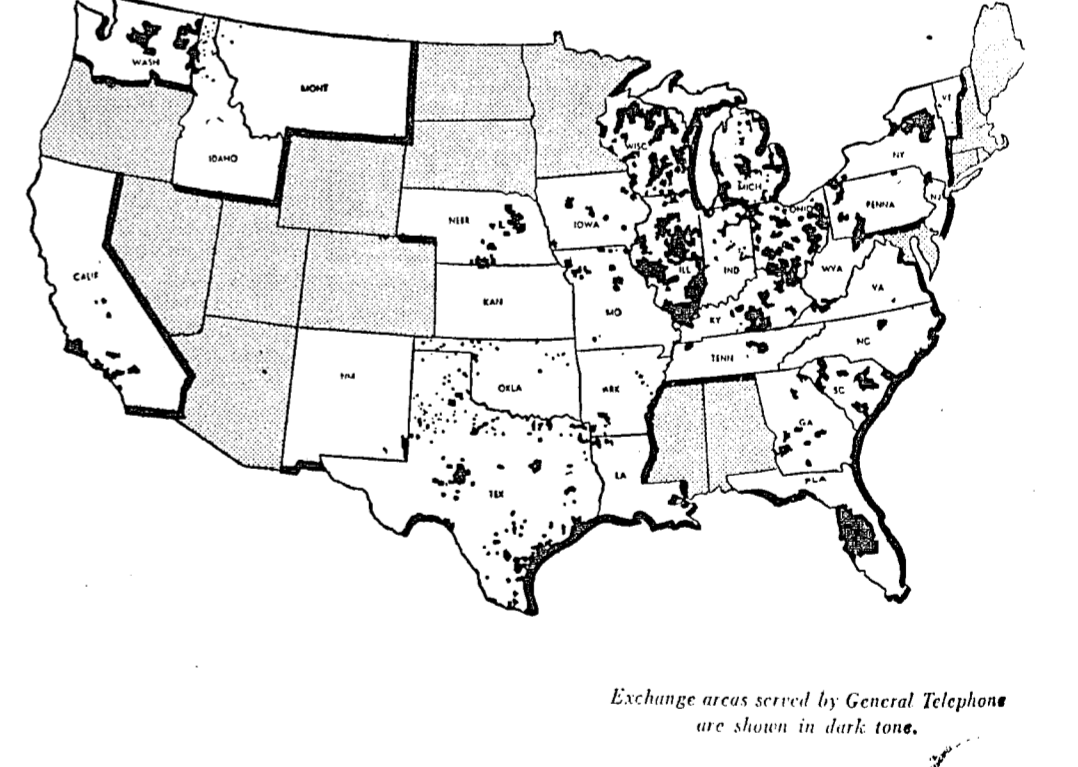 WASH
MONT
IDAHO
VT
NY
WISC
MICH
PENNA
NJ
NEBR
IOWA
OHIO
CALIF
ILL
IND
WVA
VA
KAN
MO
KY
NC
TENN
NM
OKLA
ARK
SC
GA
TEX
LA
FLA
Exchange areas served by General Telephone
are shown in dark tone.